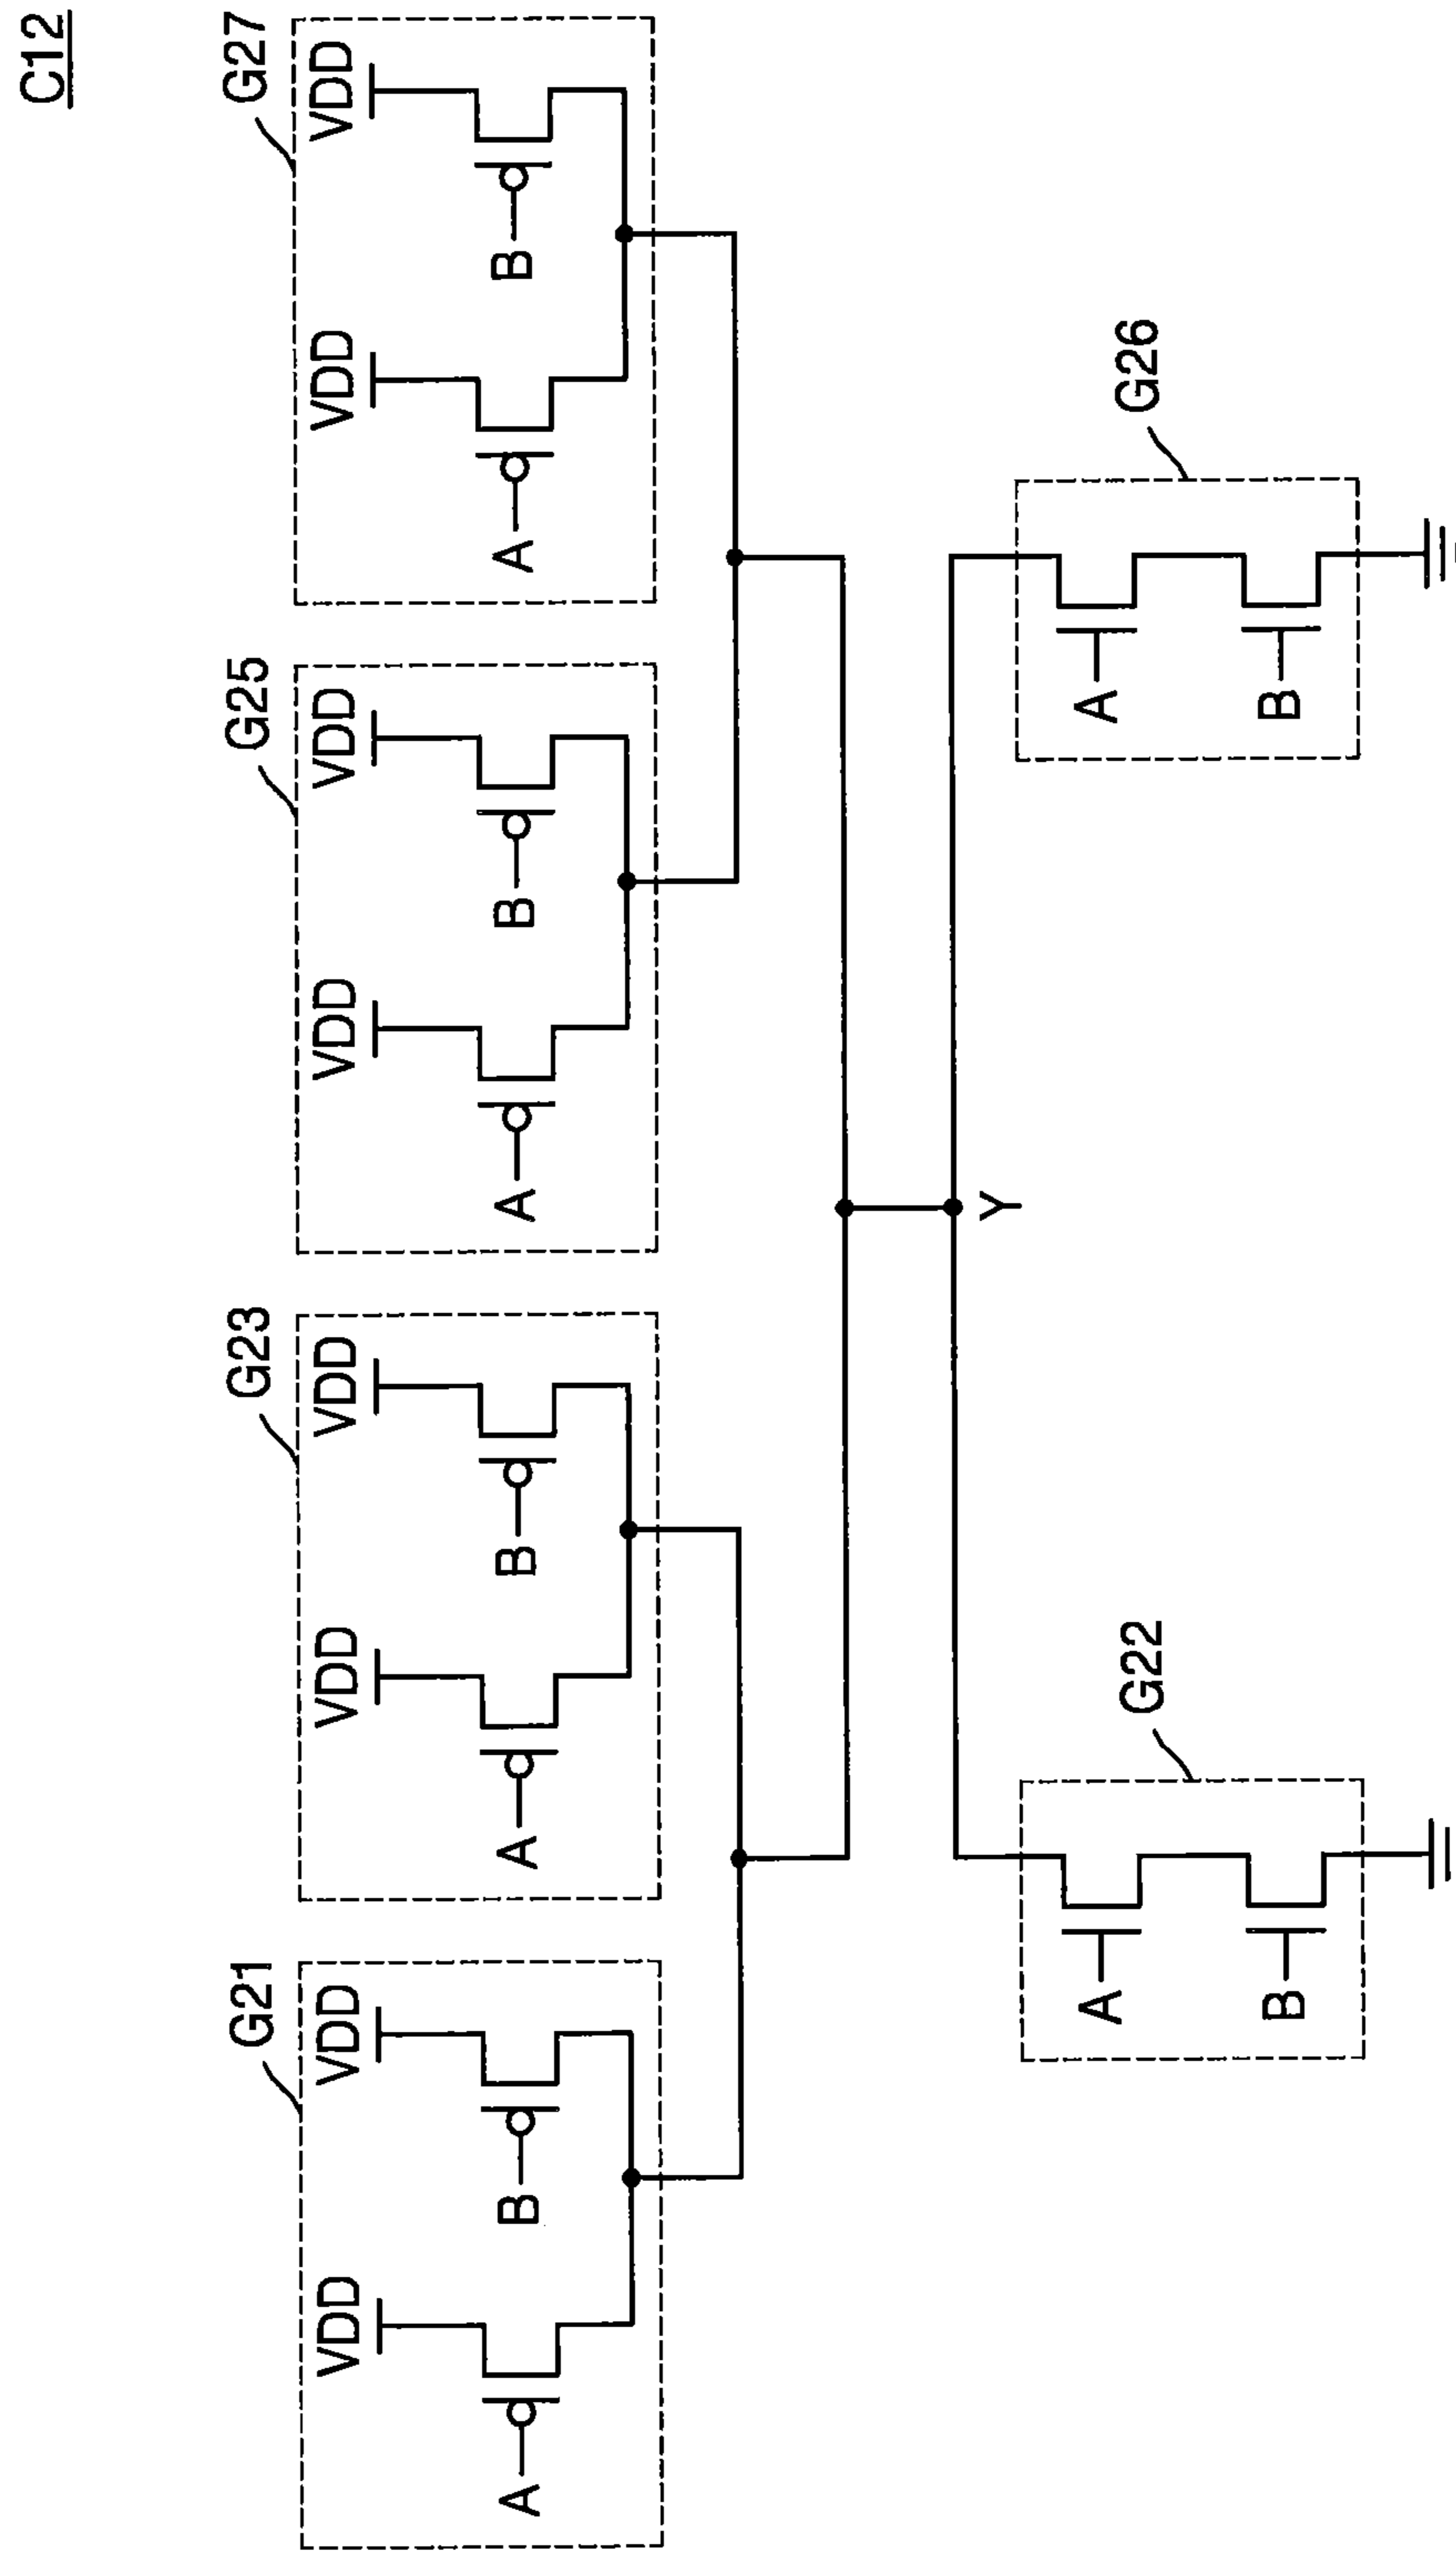 C12
G21
G23
G25
G27
VDD VDD VDD VDD VDD VDD VDD VDD
A B A B A B A B
Y
G22
G26
A
A
B
B